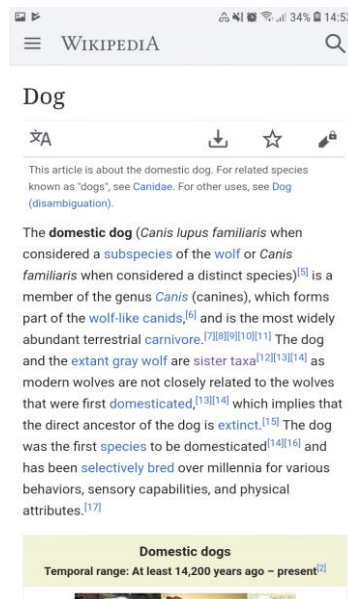 34% 14:53
WIKIPEDIA
Dog
This article is about the domestic dog. For related species
known as "dogs", see Canidae. For other uses, see Dog
(disambiguation).
The domestic dog (Canis lupus familiaris when
considered a subspecies of the wolf or Canis
familiaris when considered a distinct species)[5] is a
member of the genus Canis (canines), which forms
part of the wolf-like canids,[6] and is the most widely
abundant terrestrial carnivore.[7][8][9][10][11] The dog
and the extant gray wolf are sister taxa[12][13][14] as
modern wolves are not closely related to the wolves
that were first domesticated,[13][14] which implies that
the direct ancestor of the dog is extinct.[15] The dog
was the first species to be domesticated[14][16] and
has been selectively bred over millennia for various
behaviors, sensory capabilities, and physical
attributes.[17]
Domestic dogs
Temporal range: At least 14,200 years ago – present[2]